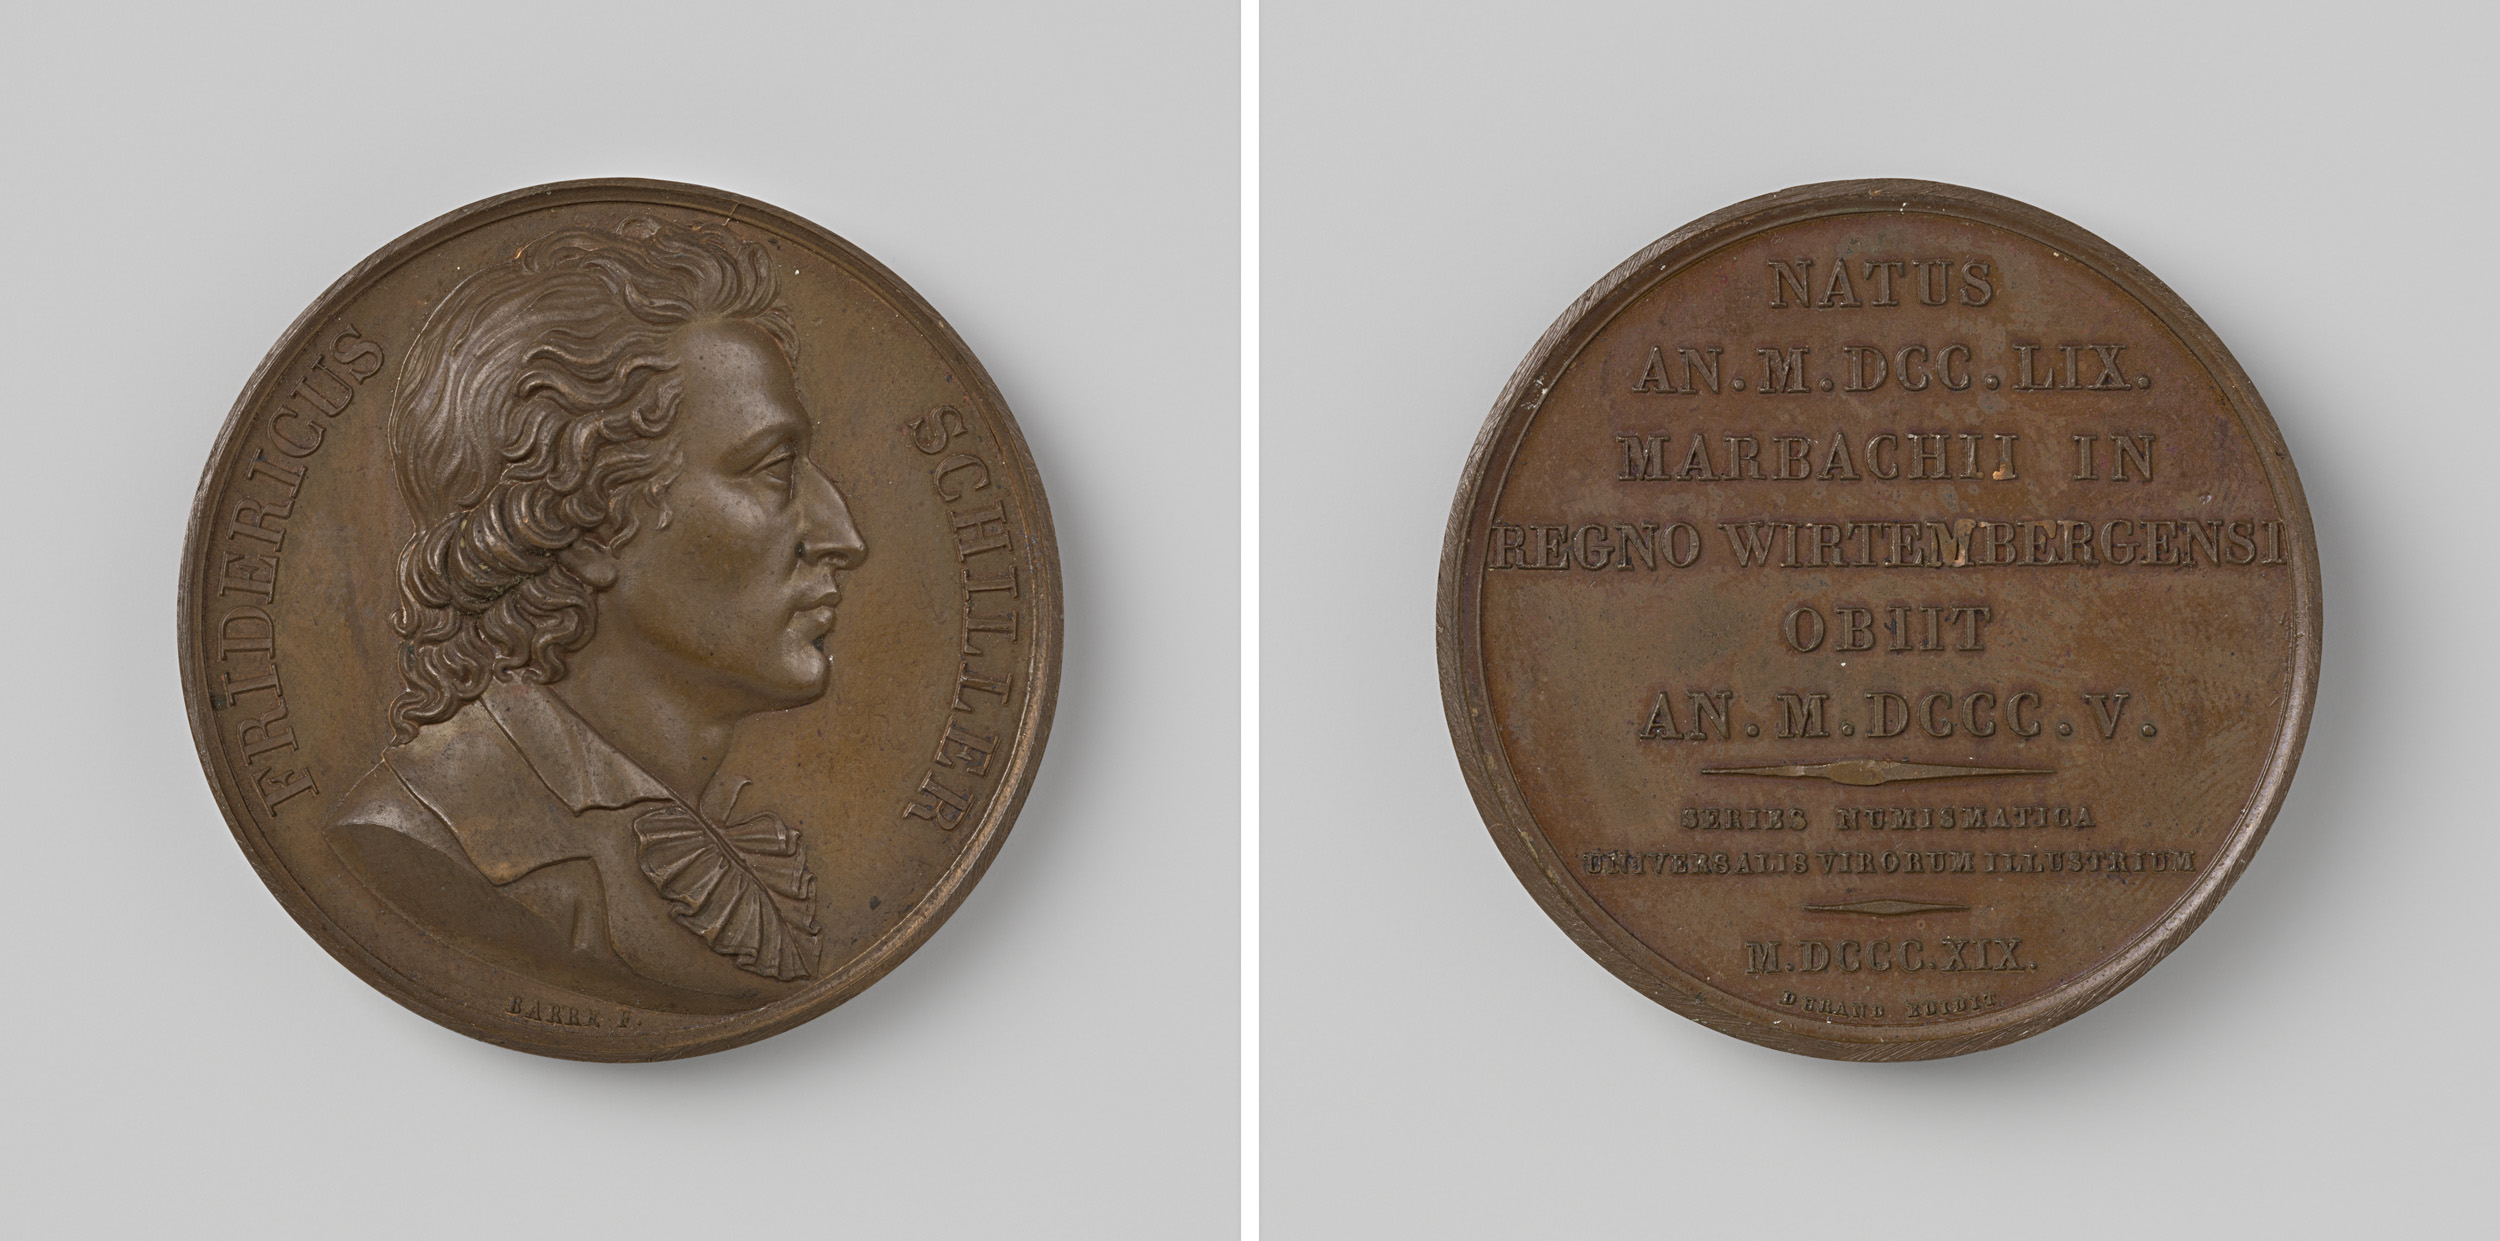 FRIDERICUS SCHILLER
BARRE F.
NATUS
AN. M. DCC. LIX.
MARBACHII IN
REGNO WIRTEMBERGENSI
OBIIT
AN. M. DCCC. V.
SERIES NUMISMATICA
UNIVERSALIS VIRORUM ILLUSTRIUM
M.DCCC.XIX.
DURAND EDIDIT.